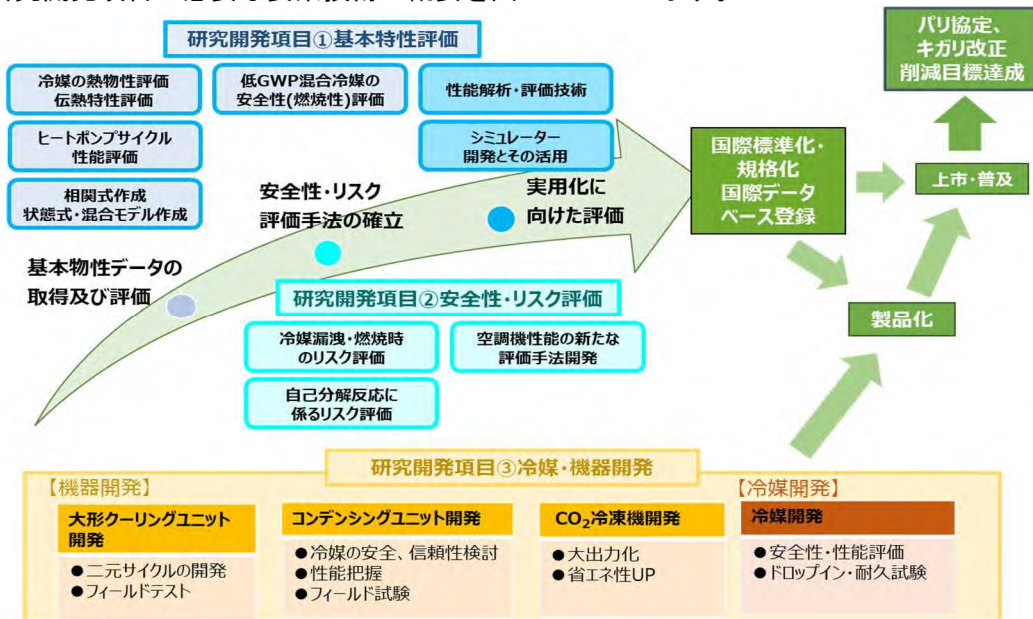 研究開発項目①基本特性評価
冷媒の熱物性評価
伝熱特性評価
低GWP混合冷媒の
安全性(燃焼性)評価
性能解析・評価技術
ヒートポンプサイクル
性能評価
シミュレーター
開発とその活用
相関式作成
状態式・混合モデル作成
安全性・リスク
評価手法の確立
実用化に
向けた評価
基本物性データの
取得及び評価
研究開発項目②安全性・リスク評価
冷媒漏洩・燃焼時
のリスク評価
空調機性能の新たな
評価手法開発
自己分解反応に
係るリスク評価
パリ協定、
キガリ改正
削減目標達成
国際標準化・
規格化
国際データ
ベース登録
上市・普及
製品化
研究開発項目③冷媒・機器開発
【機器開発】
【冷媒開発】
大形クーリングユニット
開発
●二元サイクルの開発
●フィールドテスト
コンデンシングユニット開発
●冷媒の安全、信頼性検討
●性能把握
●フィールド試験
CO₂冷凍機開発
●大出力化
●省エネ性UP
冷媒開発
●安全性・性能評価
●ドロップイン・耐久試験